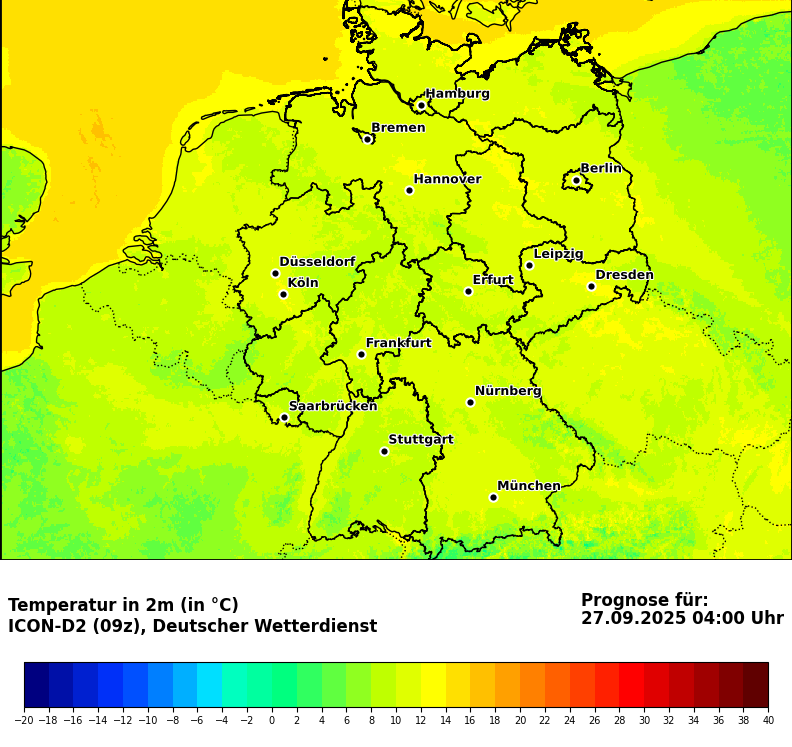 Hamburg
Bremen
Berlin
Hannover
Leipzig
Düsseldorf
Dresden
Köln
Erfurt
Frankfurt
Nürnberg
Saarbrücken
Stuttgart
München
Temperatur in 2m (in °C)
ICON-D2 (09z), Deutscher Wetterdienst
Prognose für:
27.09.2025 04:00 Uhr
−20 −18 −16 −14 −12 −10 −8 −6 −4 −2 0 2 4 6 8 10 12 14 16 18 20 22 24 26 28 30 32 34 36 38 40